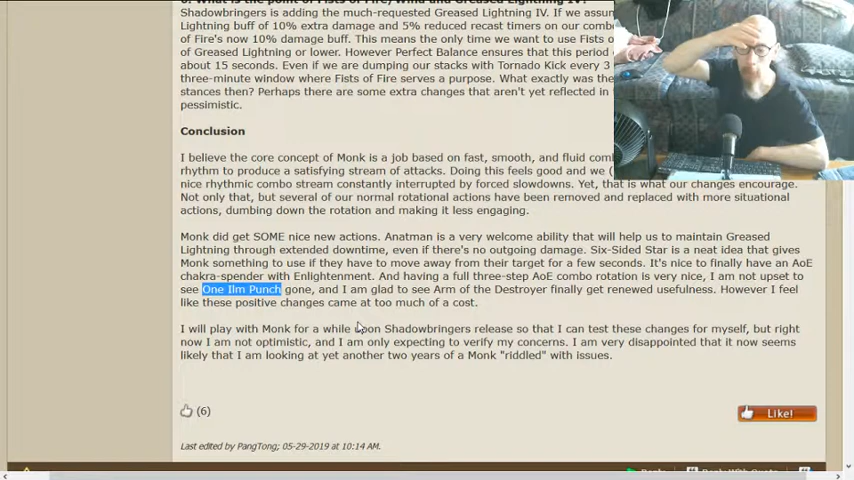 Shadowbringers is adding the much-requested Greased Lightning IV. If we assum
Lightning buff of 10% extra damage and 5% reduced recast timers on our combo
of Fire's now 10% damage buff. This means the only time we want to use Fists o
of Greased Lightning or lower. However Perfect Balance ensures that this period
about 15 seconds. Even if we are dumping our stacks with Tornado Kick every 3
three-minute window where Fists of Fire serves a purpose. What exactly was the
stances then? Perhaps there are some extra changes that aren't yet reflected in
pessimistic.
Conclusion
I believe the core concept of Monk is a job based on fast, smooth, and fluid com
rhythm to produce a satisfying stream of attacks. Doing this feels good and we (
nice rhythmic combo stream constantly interrupted by forced slowdowns. Yet, that is what our changes encourage.
Not only that, but several of our normal rotational actions have been removed and replaced with more situational
actions, dumbing down the rotation and making it less engaging.
Monk did get SOME nice new actions. Anatman is a very welcome ability that will help us to maintain Greased
Lightning through extended downtime, even if there's no outgoing damage. Six-Sided Star is a neat idea that gives
Monk something to use if they have to move away from their target for a few seconds. It's nice to finally have an AoE
chakra-spender with Enlightenment. And having a full three-step AoE combo rotation is very nice, I am not upset to
see One Ilm Punch gone, and I am glad to see Arm of the Destroyer finally get renewed usefulness. However I feel
like these positive changes came at too much of a cost.
I will play with Monk for a while upon Shadowbringers release so that I can test these changes for myself, but right
now I am not optimistic, and I am only expecting to verify my concerns. I am very disappointed that it now seems
likely that I am looking at yet another two years of a Monk "riddled" with issues.
(6)
Like!
Last edited by PangTong; 05-29-2019 at 10:14 AM.